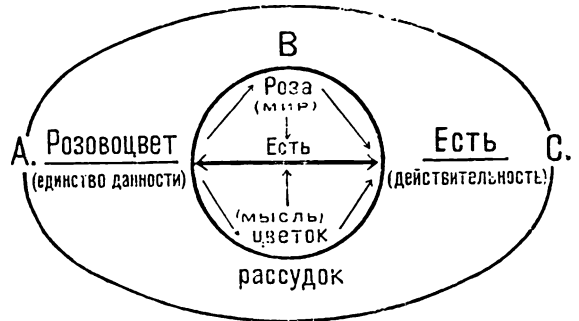 B
Роза
(мир)
А. Розовоцвет Есть Есть С.
(единство данности) (действительность)
(мысль)
цветок
рассудок